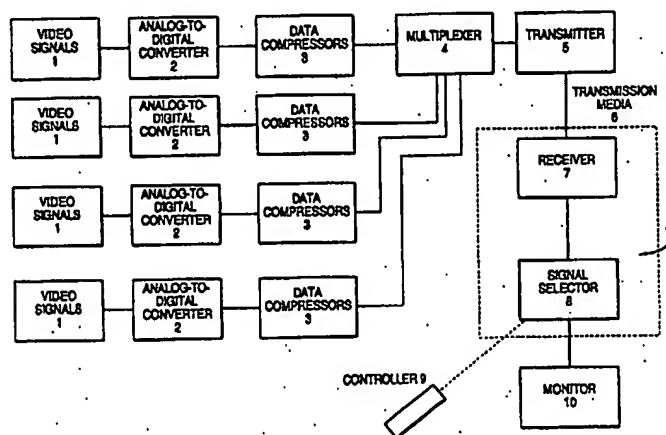 VIDEO
SIGNALS
1
ANALOG-TO-
DIGITAL
CONVERTER
2
DATA
COMPRESSORS
3
MULTIPLEXER
4
TRANSMITTER
5
VIDEO
SIGNALS
1
ANALOG-TO-
DIGITAL
CONVERTER
2
DATA
COMPRESSORS
3
TRANSMISSION
MEDIA
6
RECEIVER
7
VIDEO
SIGNALS
1
ANALOG-TO-
DIGITAL
CONVERTER
2
DATA
COMPRESSORS
3
VIDEO
SIGNALS
1
ANALOG-TO-
DIGITAL
CONVERTER
2
DATA
COMPRESSORS
3
SIGNAL
SELECTOR
8
CONTROLLER 9
MONITOR
10